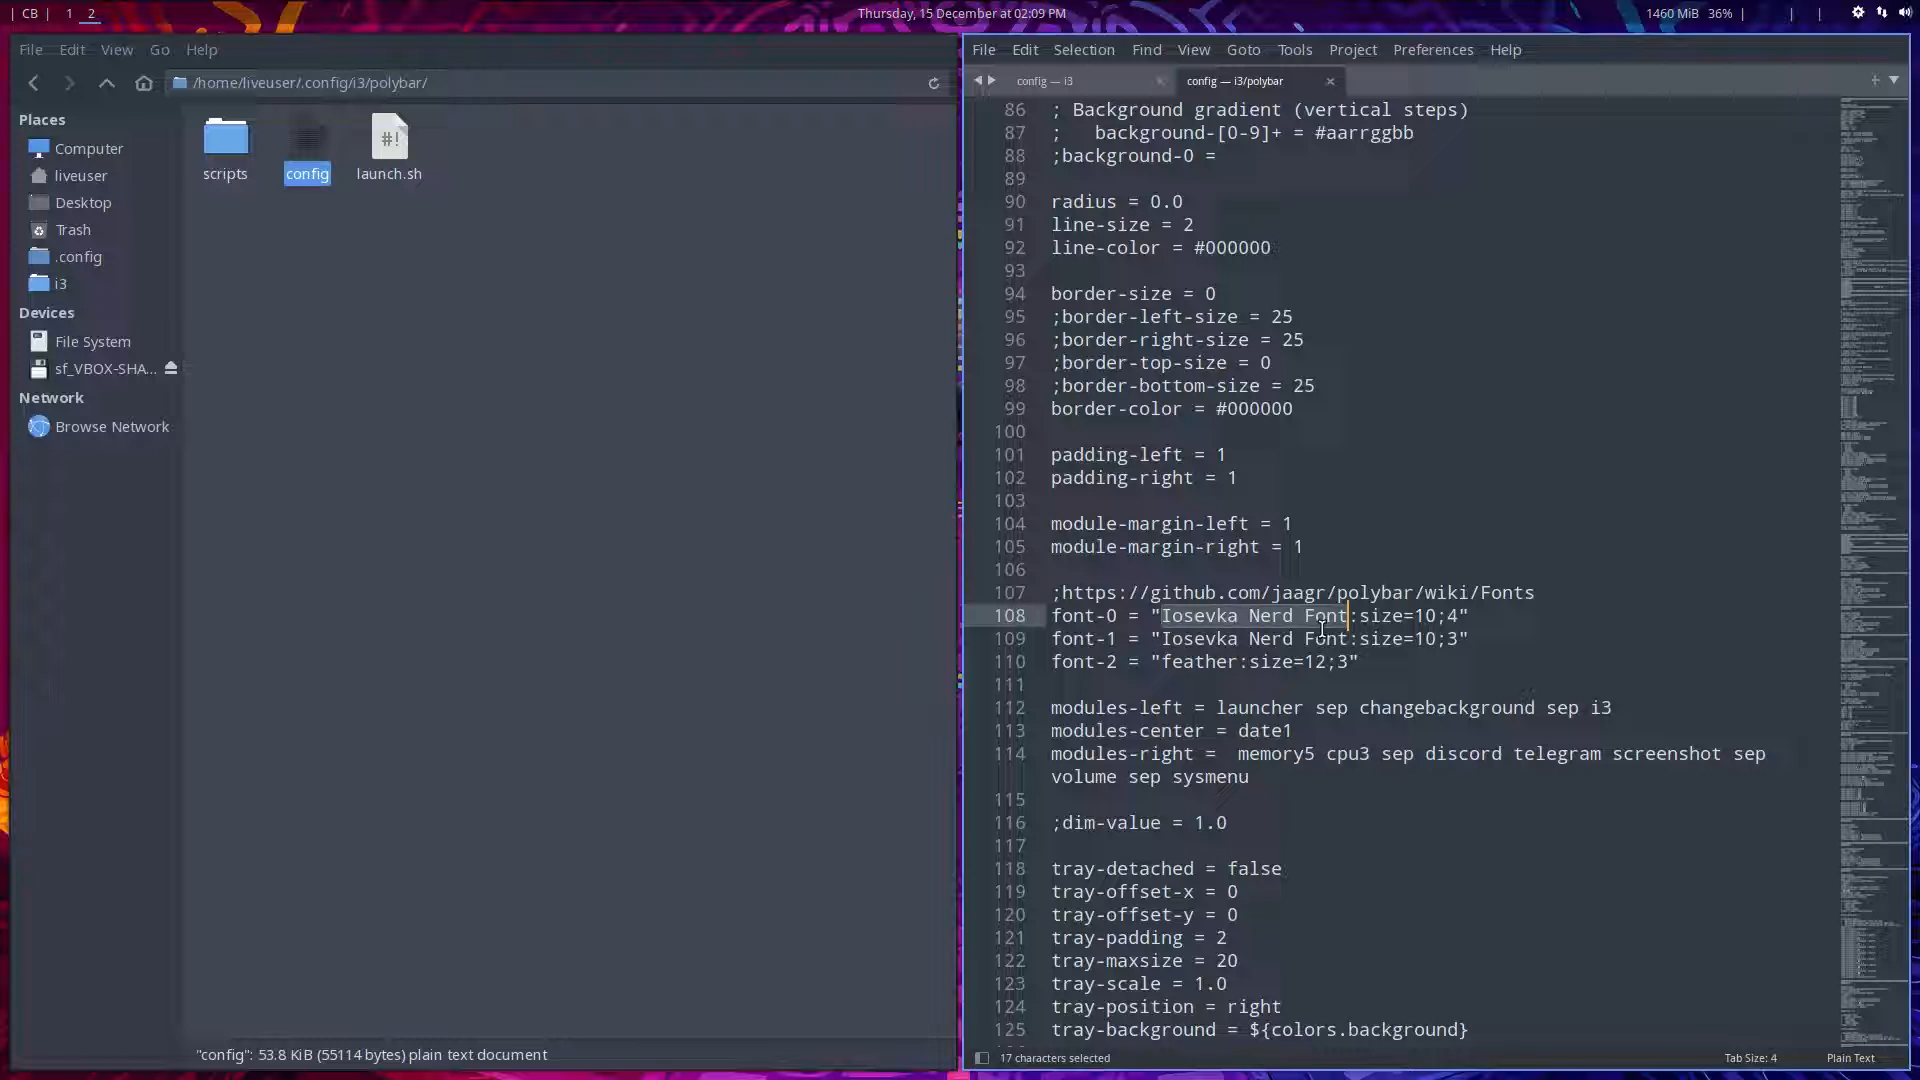 | CB | 1 2 Thursday, 15 December at 02:09 PM 1460 MiB 36% | | |
File Edit View Go Help
/home/liveuser/.config/i3/polybar/
Places
Computer
liveuser
Desktop
Trash
.config
i3
Devices
File System
sf_VBOX-SHA...
Network
Browse Network
scripts
config
#!
launch.sh
"config": 53.8 KiB (55114 bytes) plain text document
File Edit Selection Find View Goto Tools Project Preferences Help
config — i3 config — i3/polybar
86 ; Background gradient (vertical steps)
87 ;   background-[0-9]+ = #aarrggbb
88 ;background-0 =
89
90 radius = 0.0
91 line-size = 2
92 line-color = #000000
93
94 border-size = 0
95 ;border-left-size = 25
96 ;border-right-size = 25
97 ;border-top-size = 0
98 ;border-bottom-size = 25
99 border-color = #000000
100
101 padding-left = 1
102 padding-right = 1
103
104 module-margin-left = 1
105 module-margin-right = 1
106
107 ;https://github.com/jaagr/polybar/wiki/Fonts
108 font-0 = "Iosevka Nerd Font:size=10;4"
109 font-1 = "Iosevka Nerd Font:size=10;3"
110 font-2 = "feather:size=12;3"
111
112 modules-left = launcher sep changebackground sep i3
113 modules-center = date1
114 modules-right =  memory5 cpu3 sep discord telegram screenshot sep
volume sep sysmenu
115
116 ;dim-value = 1.0
117
118 tray-detached = false
119 tray-offset-x = 0
120 tray-offset-y = 0
121 tray-padding = 2
122 tray-maxsize = 20
123 tray-scale = 1.0
124 tray-position = right
125 tray-background = ${colors.background}
17 characters selected Tab Size: 4 Plain Text